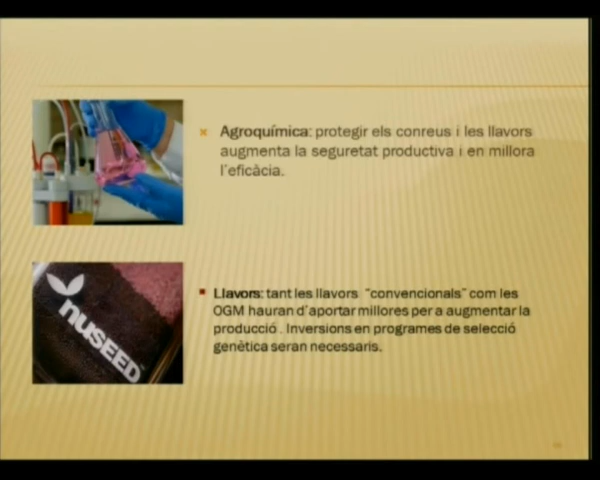 Agroquímica: protegir els conreus i les llavors
augmenta la seguretat productiva i en millora
l'eficàcia.
nuseed
Llavors: tant les llavors "convencionals" com les
OGM hauran d'aportar millores per a augmentar la
producció . Inversions en programes de selecció
genètica seran necessaris.